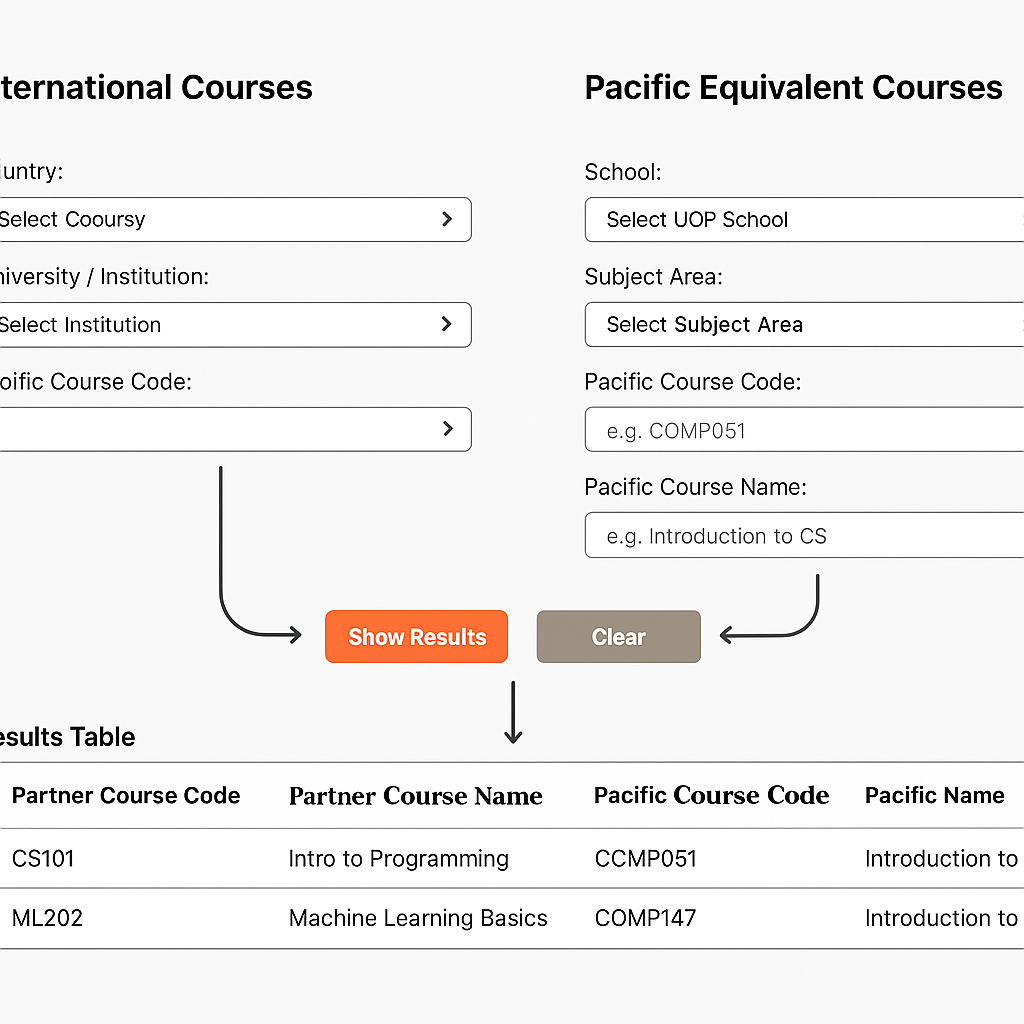 ternational Courses
untry:
Select Cooursy
niversity / Institution:
Select Institution
oific Course Code:
Pacific Equivalent Courses
School:
Select UOP School
Subject Area:
Select Subject Area
Pacific Course Code:
e.g. COMP051
Pacific Course Name:
e.g. Introduction to CS
Show Results
Clear
esults Table
Partner Course Code Partner Course Name Pacific Course Code Pacific Name
CS101 Intro to Programming CCMP051 Introduction to
ML202 Machine Learning Basics COMP147 Introduction to